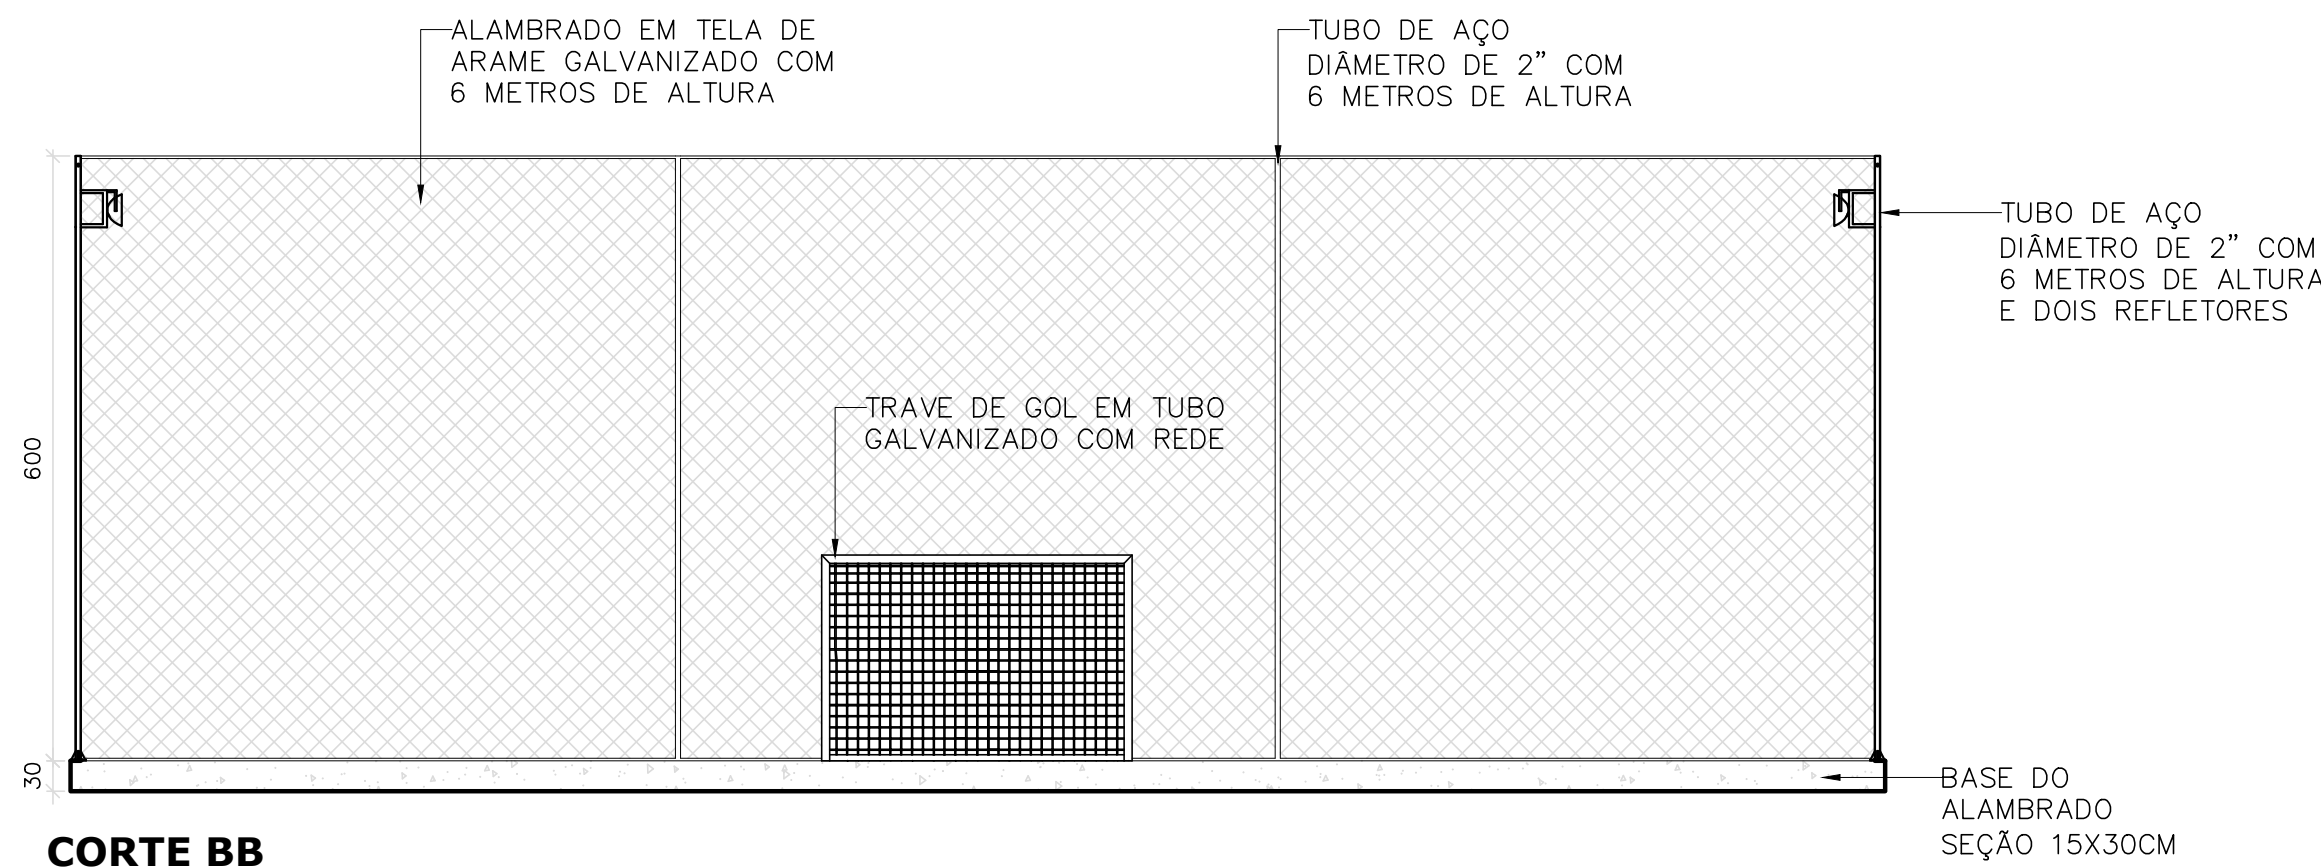 ALAMBRADO EM TELA DE
ARAME GALVANIZADO COM
6 METROS DE ALTURA
TUBO DE AÇO
DIÂMETRO DE 2” COM
6 METROS DE ALTURA
TUBO DE AÇO
DIÂMETRO DE 2” COM
6 METROS DE ALTURA
E DOIS REFLETORES
TRAVE DE GOL EM TUBO
GALVANIZADO COM REDE
600
30
BASE DO
ALAMBRADO
SEÇÃO 15X30CM
CORTE BB